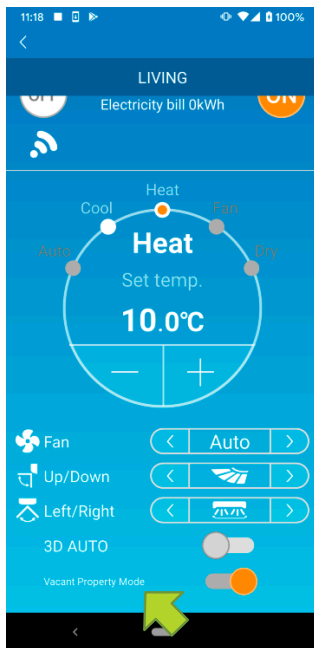 11:18
100%
LIVING
OFF
Electricity bill 0kWh
ON
Heat
Cool
Fan
Auto
Heat
Dry
Set temp.
10.0℃
Fan
Auto
Up/Down
Left/Right
3D AUTO
Vacant Property Mode